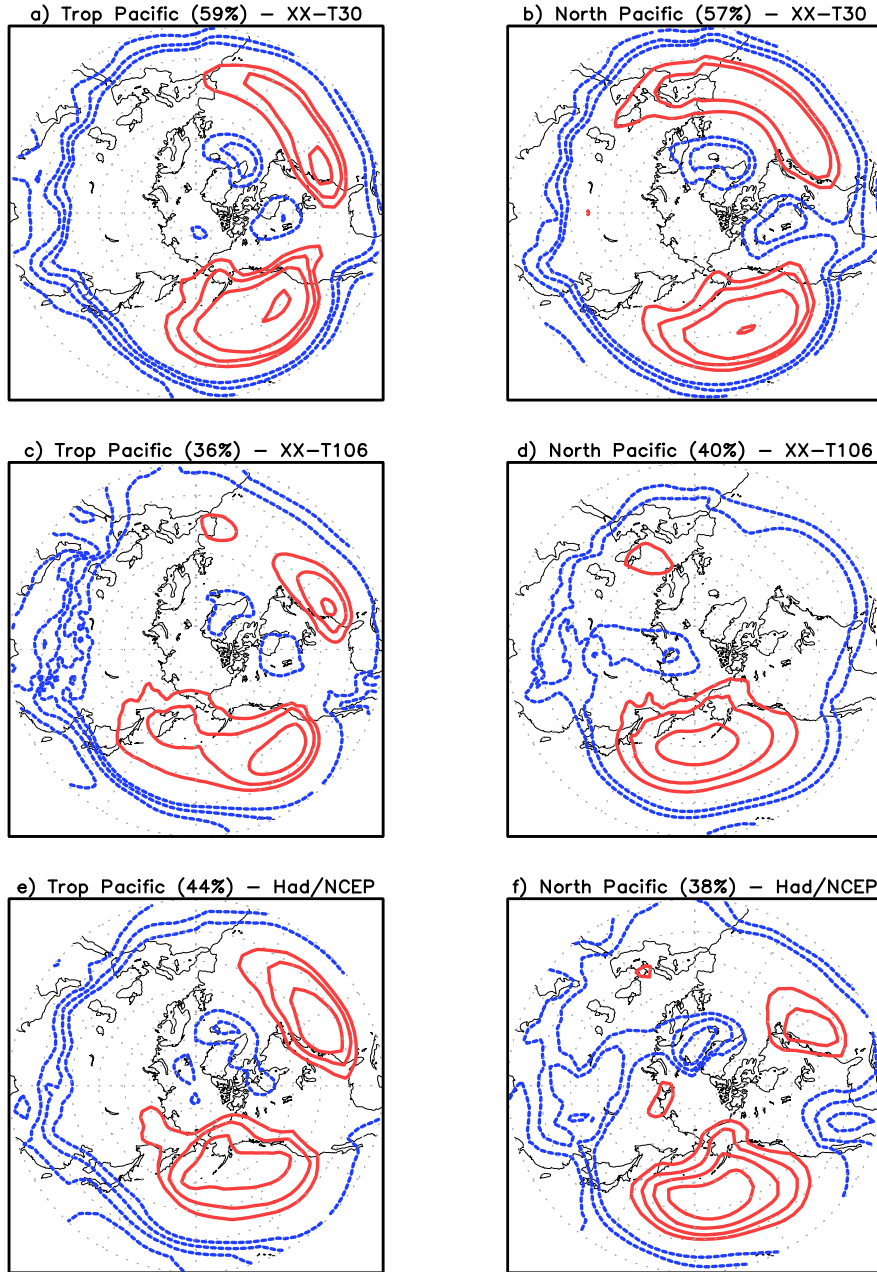 a) Trop Pacific (59%) – XX–T30
b) North Pacific (57%) – XX–T30
c) Trop Pacific (36%) – XX–T106
d) North Pacific (40%) – XX–T106
e) Trop Pacific (44%) – Had/NCEP
f) North Pacific (38%) – Had/NCEP